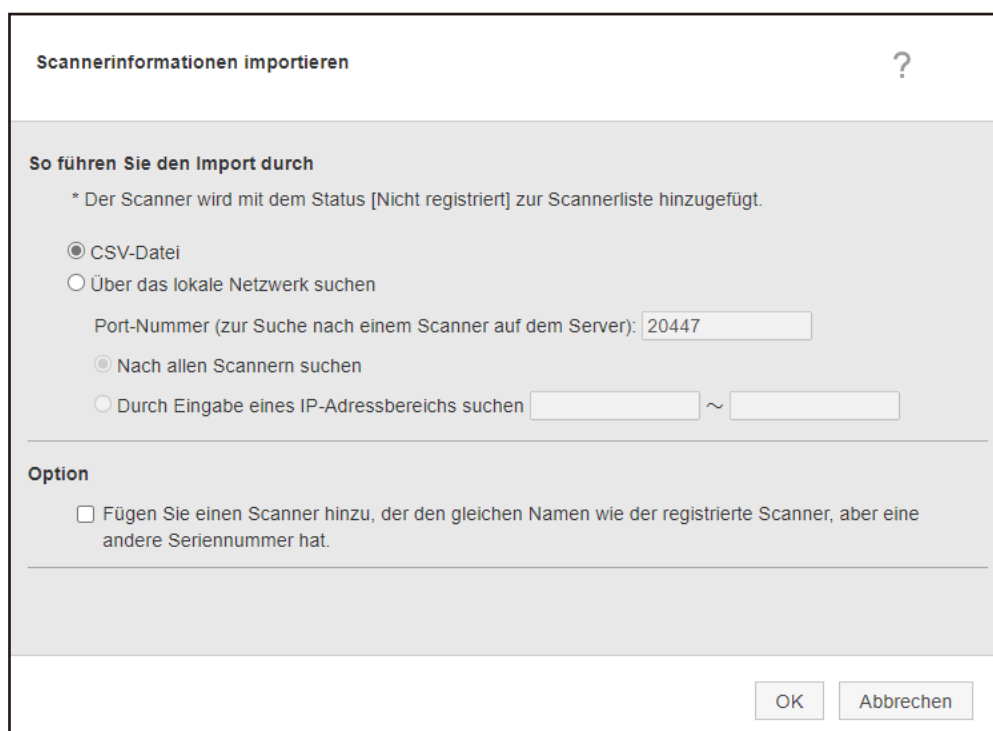 Scannerinformationen importieren
?
So führen Sie den Import durch
* Der Scanner wird mit dem Status [Nicht registriert] zur Scannerliste hinzugefügt.
CSV-Datei
Über das lokale Netzwerk suchen
Port-Nummer (zur Suche nach einem Scanner auf dem Server): 20447
Nach allen Scannern suchen
Durch Eingabe eines IP-Adressbereichs suchen ~
Option
Fügen Sie einen Scanner hinzu, der den gleichen Namen wie der registrierte Scanner, aber eine
andere Seriennummer hat.
OK Abbrechen